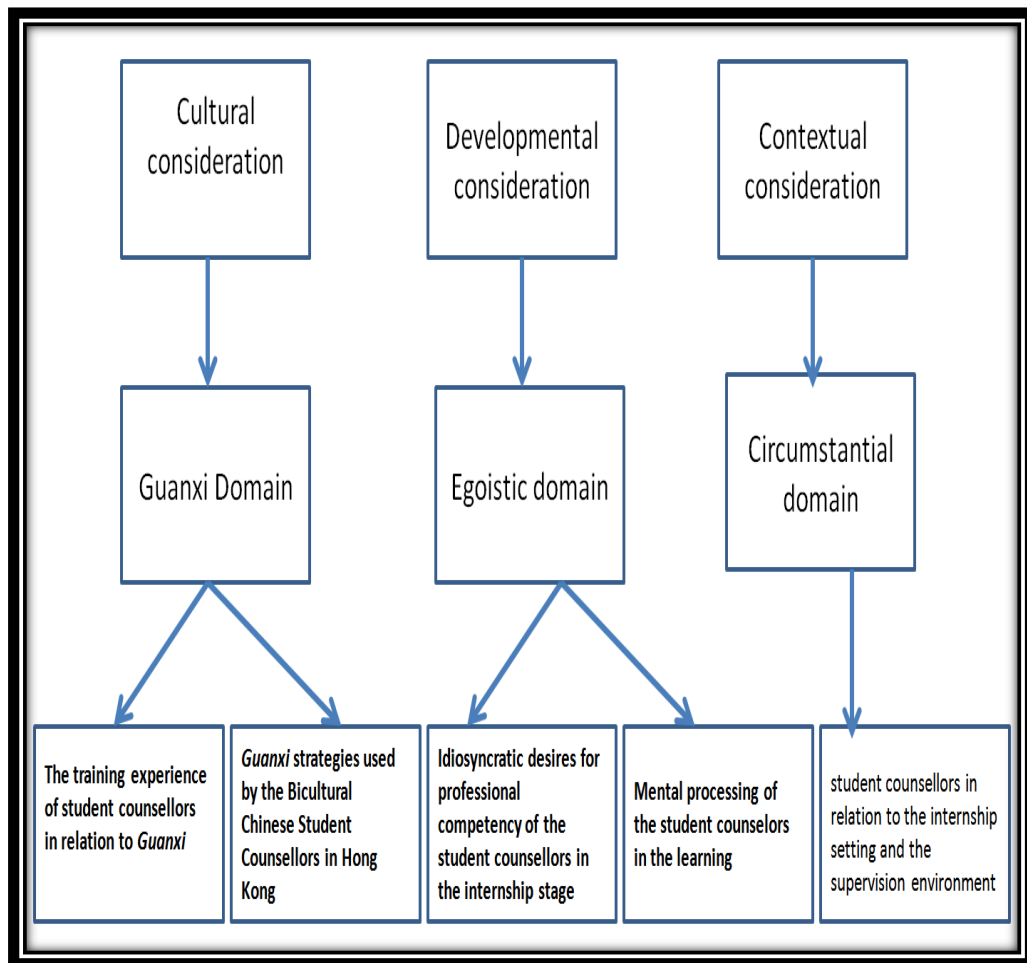 Cultural
consideration
Developmental
consideration
Contextual
consideration
Guanxi Domain
Egoistic domain
Circumstantial
domain
The training experience
of student counsellors
in relation to Guanxi
Guanxi strategies used
by the Bicultural
Chinese Student
Counsellors in Hong
Kong
Idiosyncratic desires for
professional
competency of the
student counsellors in
the internship stage
Mental processing of
the student counselors
in the learning
student counsellors in
relation to the internship
setting and the
supervision environment